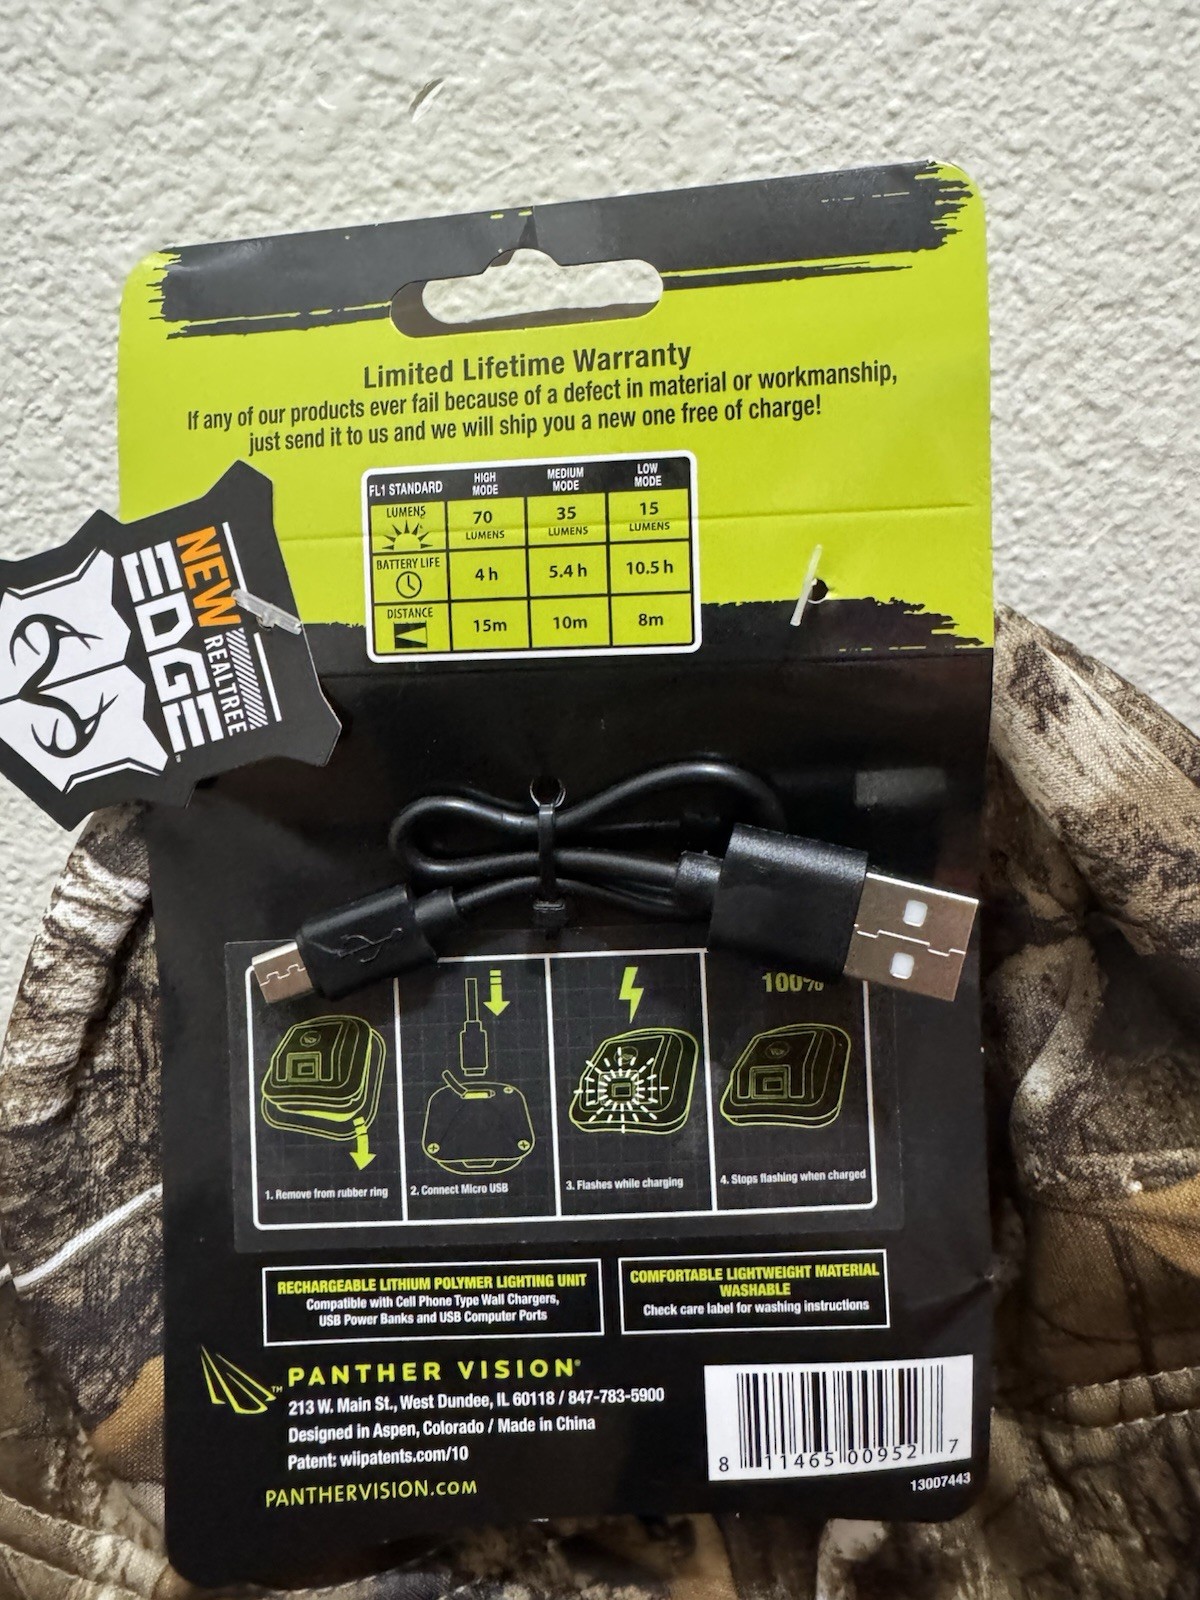 Limited Lifetime Warranty
If any of our products ever fail because of a defect in material or workmanship,
just send it to us and we will ship you a new one free of charge!
FL1 STANDARD HIGH MODE MEDIUM MODE LOW MODE
LUMENS 70 LUMENS 35 LUMENS 15 LUMENS
BATTERY LIFE 4 h 5.4 h 10.5 h
DISTANCE 15m 10m 8m
NEW
REALTREE
EDGE
100%
1. Remove from rubber ring
2. Connect Micro USB
3. Flashes while charging
4. Stops flashing when charged
RECHARGEABLE LITHIUM POLYMER LIGHTING UNIT
Compatible with Cell Phone Type Wall Chargers,
USB Power Banks and USB Computer Ports
COMFORTABLE LIGHTWEIGHT MATERIAL
WASHABLE
Check care label for washing instructions
PANTHER VISION®
™
213 W. Main St., West Dundee, IL 60118 / 847-783-5900
Designed in Aspen, Colorado / Made in China
Patent: wiipatents.com/10
PANTHERVISION.COM
8 11465 00952 7
13007443